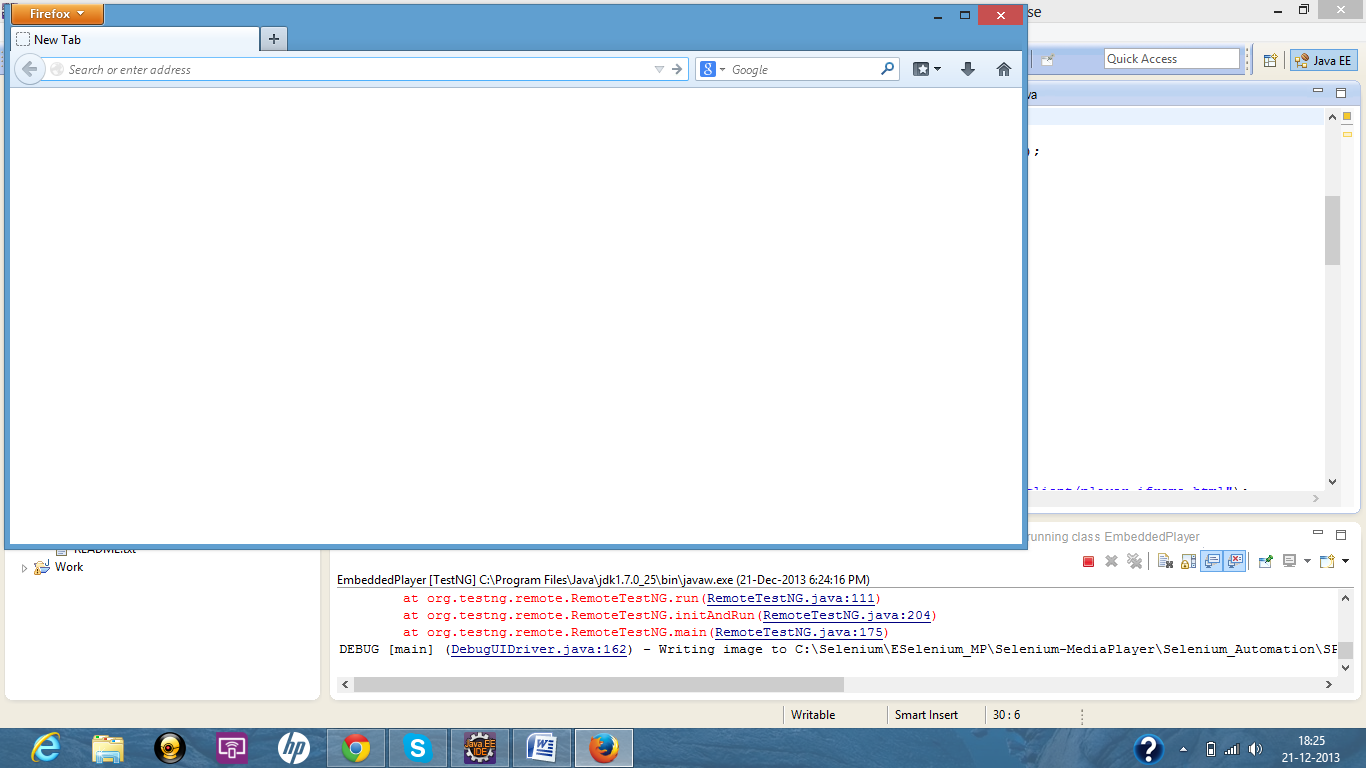 Firefox
se
New Tab
Search or enter address
Google
Quick Access
Java EE
va
);
client/player_iframe.html");
README.txt
Work
running class EmbeddedPlayer
EmbeddedPlayer [TestNG] C:\Program Files\Java\jdk1.7.0_25\bin\javaw.exe (21-Dec-2013 6:24:16 PM)
at org.testng.remote.RemoteTestNG.run(RemoteTestNG.java:111)
at org.testng.remote.RemoteTestNG.initAndRun(RemoteTestNG.java:204)
at org.testng.remote.RemoteTestNG.main(RemoteTestNG.java:175)
DEBUG [main] (DebugUIDriver.java:162) - Writing image to C:\Selenium\ESelenium_MP\Selenium-MediaPlayer\Selenium_Automation\SE
Writable
Smart Insert
30 : 6
Java EE
IDE
18:25
21-12-2013